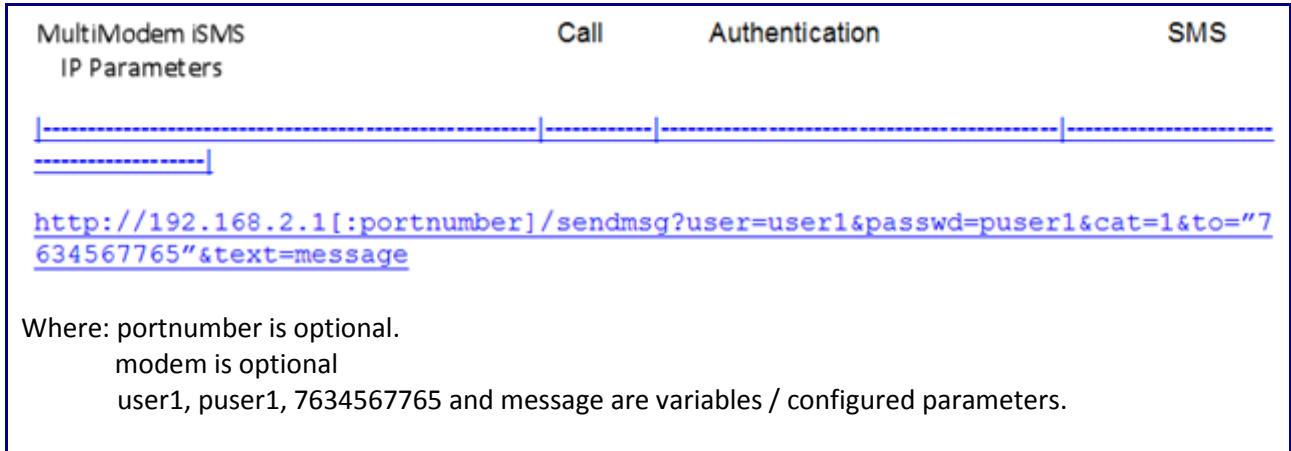 MultiModem iSMS Call Authentication SMS
IP Parameters
|--------------------------------------------------|-----------|----------------------------------------|---------------------
------------------|
http://192.168.2.1[:portnumber]/sendmsg?user=user1&passwd=puser1&cat=1&to=”7
634567765”&text=message
Where: portnumber is optional.
modem is optional
user1, puser1, 7634567765 and message are variables / configured parameters.